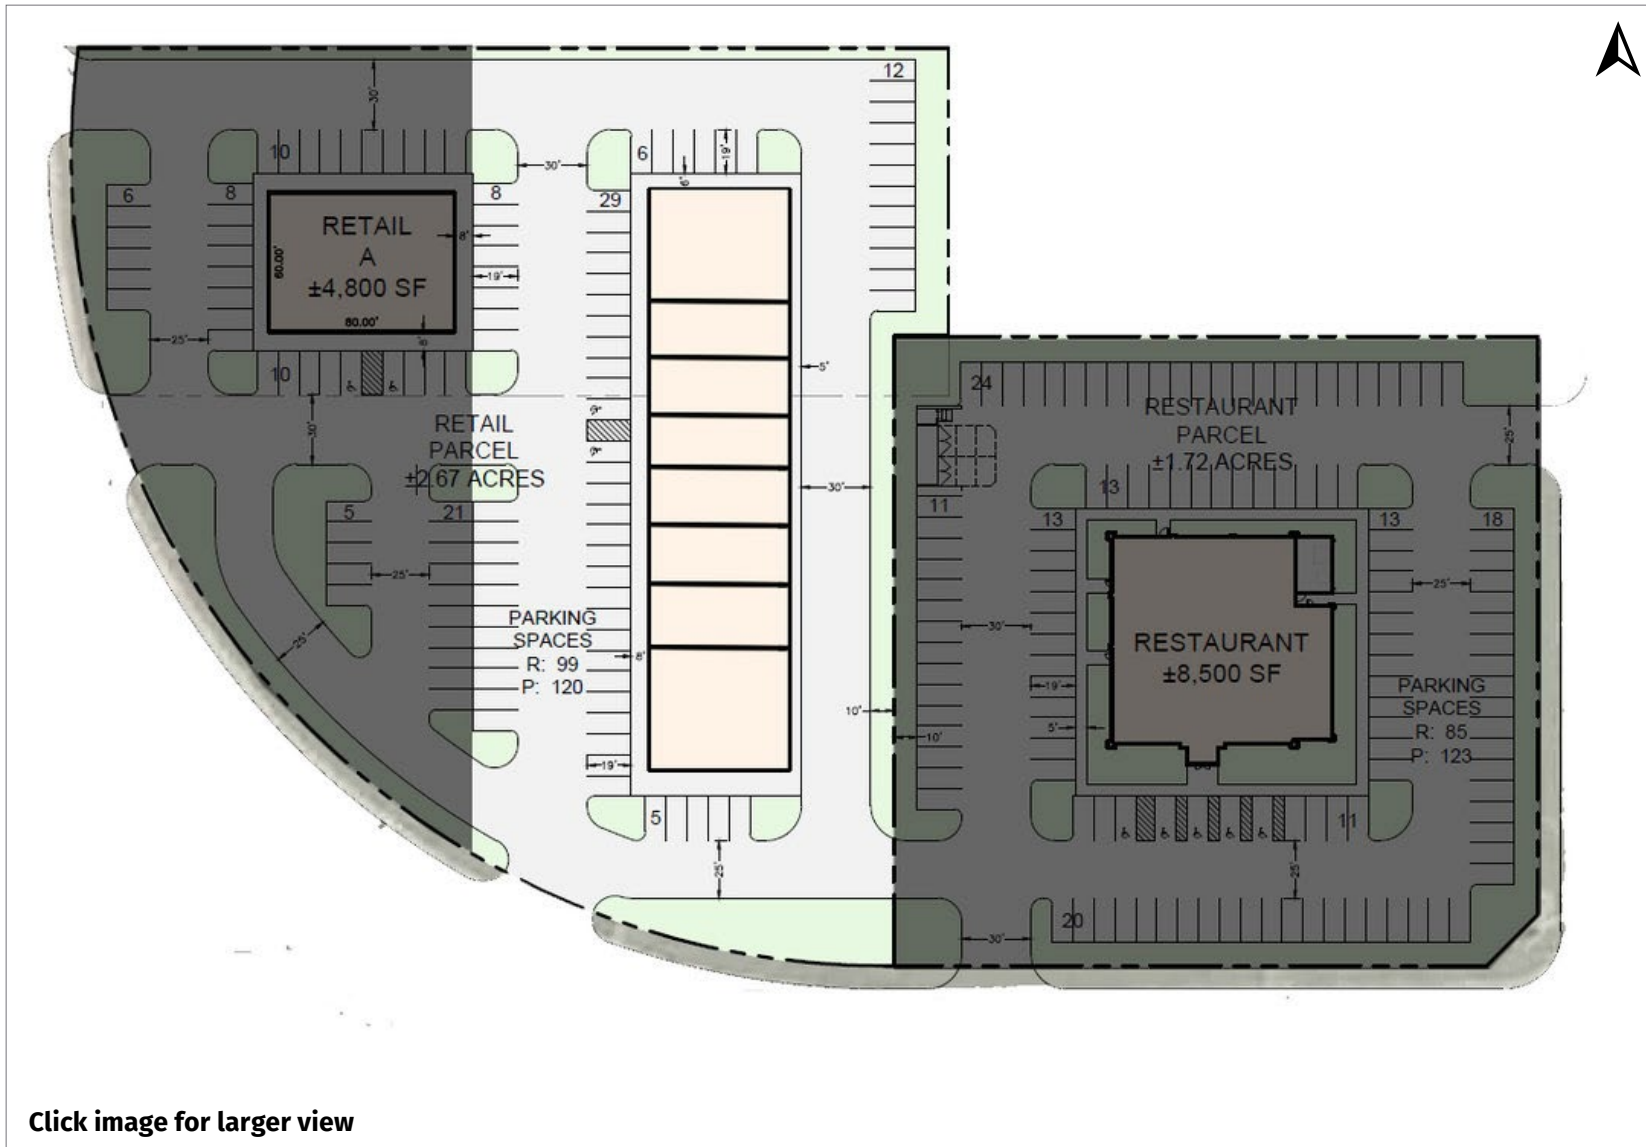 12
30'
10
6
19'
30'
6'
6
8
8
29
RETAIL
A
±4,800 SF
60.00'
8'
19'
80.00'
25'
8'
5'
10
24
RETAIL
PARCEL
±2.67 ACRES
30'
RESTAURANT
PARCEL
±1.72 ACRES
25'
30'
13
11
5
21
13
13
18
25'
25'
PARKING
SPACES
R: 99
P: 120
30'
25'
8'
RESTAURANT
±8,500 SF
19'
PARKING
SPACES
R: 85
P: 123
10'
10'
5'
19'
5
11
25'
25'
20
30'
Click image for larger view